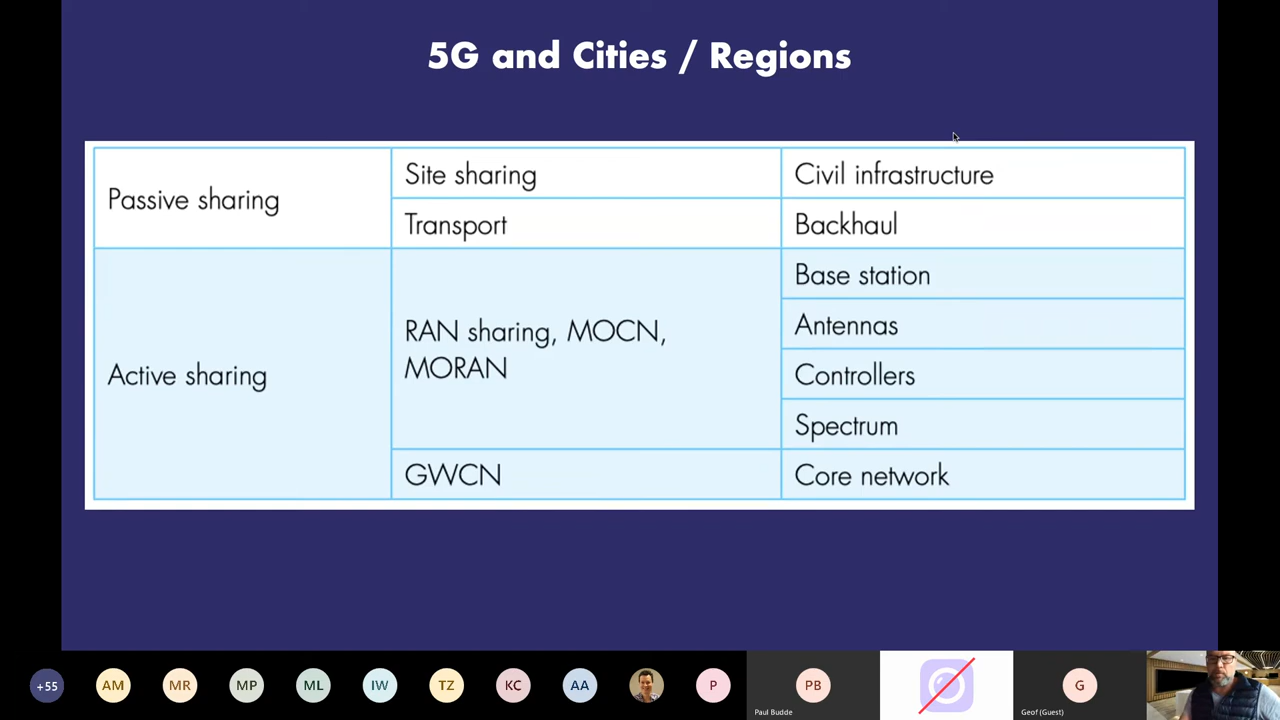 5G and Cities / Regions
Passive sharing
Site sharing
Civil infrastructure
Transport
Backhaul
Active sharing
RAN sharing, MOCN,
MORAN
Base station
Antennas
Controllers
Spectrum
GWCN
Core network
+55
AM
MR
MP
ML
IW
TZ
KC
AA
P
PB
Paul Budde
G
Geof (Guest)